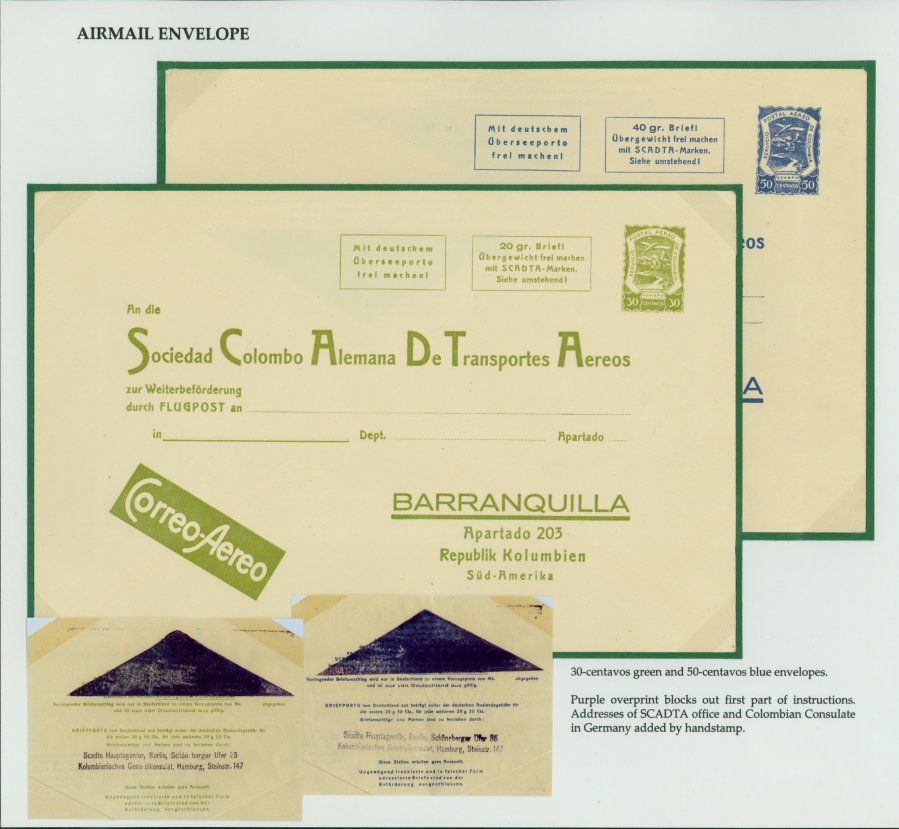 AIRMAIL ENVELOPE
Mit deutschem
Überseeporto
frei machen!
40 gr. Brief!
Übergewicht frei machen
mit SCADTA-Marken.
Siehe umstehend!
SERVICIO POSTAL AEREO DE COLOMBIA
SCADTA
50 CENTAVOS 50
eos
A
Mit deutschem
Überseeporto
frei machen!
20 gr. Brief!
Übergewicht frei machen
mit SCADTA-Marken.
Siehe umstehend!
SERVICIO POSTAL AEREO DE COLOMBIA
SCADTA
30 CENTAVOS 30
An die
Sociedad Colombo Alemana De Transportes Aereos
zur Weiterbeförderung
durch FLUGPOST an
in Dept. Apartado
Correo-Aereo
BARRANQUILLA
Apartado 203
Republik Kolumbien
Süd-Amerika
Vorliegender Briefumschlag wird nur in Deutschland zu einem Vorzugspreis von Mk. abgegeben
und ist nur von Deutschland aus gültig.
BRIEFPORTO von Deutschland aus beträgt außer der deutschen Auslandsgebühr für
die ersten 20 g 30 Cts., für jede weiteren 20 g 30 Cts.
Briefumschläge und Marken sind zu beziehen durch:
Scadta Hauptagentur, Berlin, Schöneberger Ufer 35
Kolumbianisches Generalkonsulat, Hamburg, Steinstr. 147
Diese Stellen erteilen gern Auskunft.
Ungenügend frankierte und in falscher Form
adressierte Briefe sind von der
Beförderung ausgeschlossen.
Vorliegender Briefumschlag wird nur in Deutschland zu einem Vorzugspreis von Mk. abgegeben
und ist nur von Deutschland aus gültig.
BRIEFPORTO von Deutschland aus beträgt außer der deutschen Auslandsgebühr für
die ersten 20 g 30 Cts., für jede weiteren 20 g 20 Cts.
Briefumschläge und Marken sind zu beziehen durch:
Scadta Hauptagentur, Berlin, Schöneberger Ufer 35
Kolumbianisches Generalkonsulat, Hamburg, Steinstr. 147
Diese Stellen erteilen gern Auskunft.
Ungenügend frankierte und in falscher Form
adressierte Briefe sind von der
Beförderung ausgeschlossen.
30-centavos green and 50-centavos blue envelopes.
Purple overprint blocks out first part of instructions.
Addresses of SCADTA office and Colombian Consulate
in Germany added by handstamp.